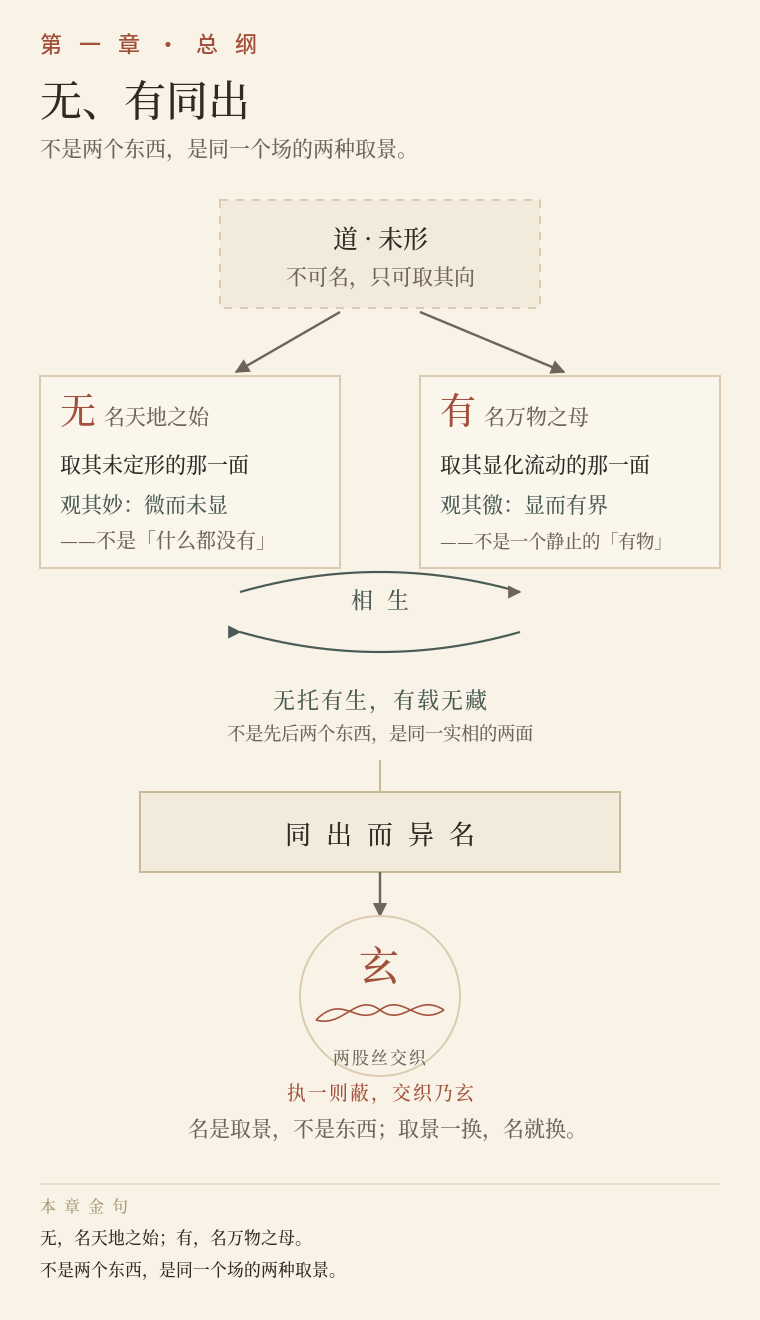 第一章·总纲
无、有同出
不是两个东西，是同一个场的两种取景。
道·未形
不可名，只可取其向
无 名天地之始
取其未定形的那一面
观其妙：微而未显
——不是「什么都没有」
有 名万物之母
取其显化流动的那一面
观其徼：显而有界
——不是一个静止的「有物」
相生
无托有生，有载无藏
不是先后两个东西，是同一实相的两面
同出而异名
玄
两股丝交织
执一则蔽，交织乃玄
名是取景，不是东西；取景一换，名就换。
本章金句
无，名天地之始；有，名万物之母。
不是两个东西，是同一个场的两种取景。